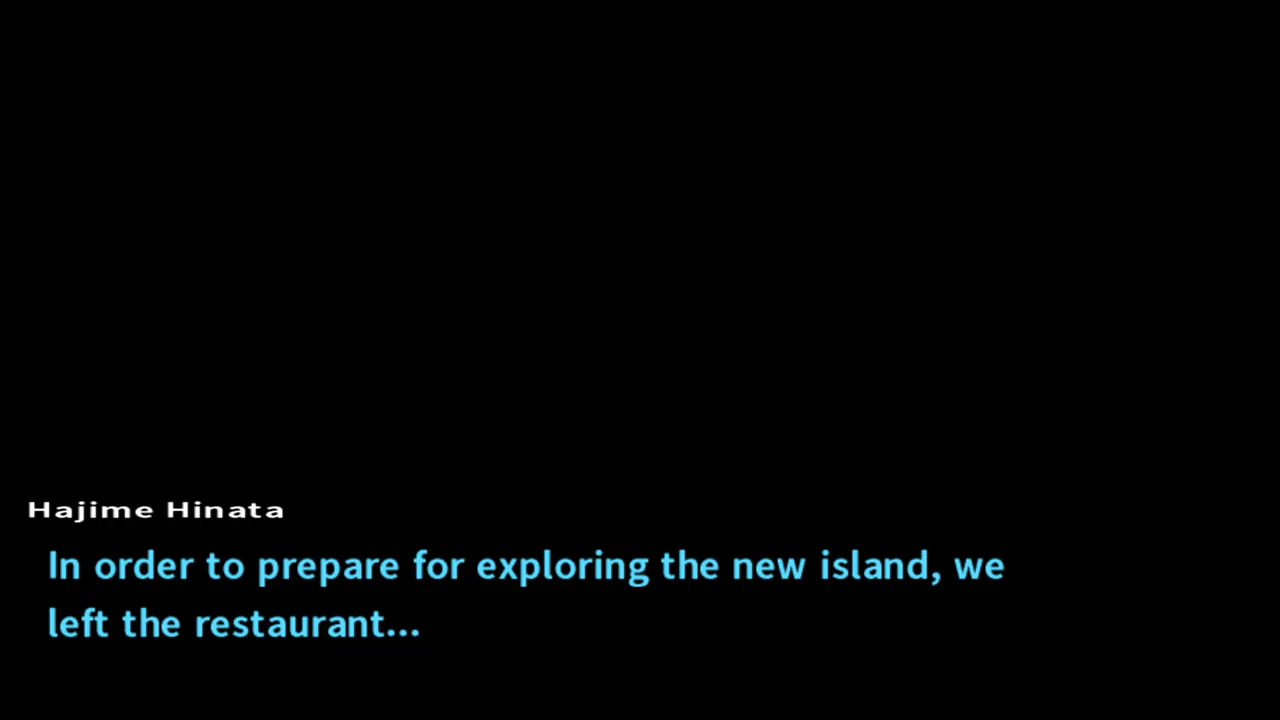 Hajime Hinata
In order to prepare for exploring the new island, we
left the restaurant...